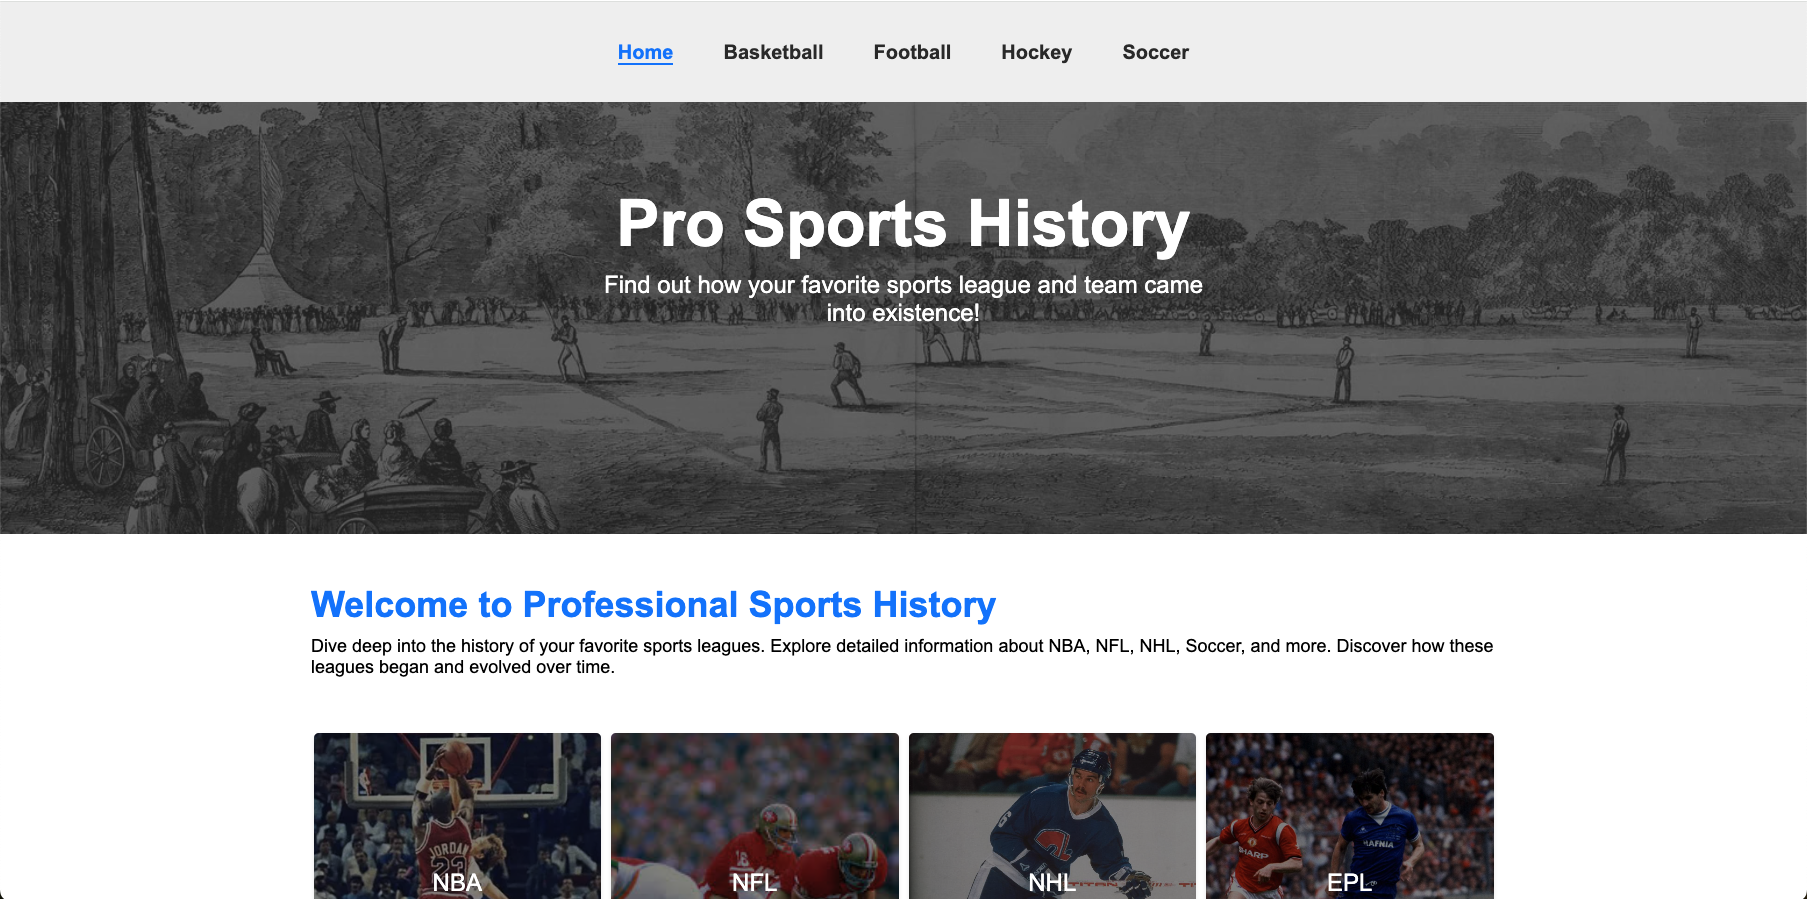 Home Basketball Football Hockey Soccer
Pro Sports History
Find out how your favorite sports league and team came
into existence!
Welcome to Professional Sports History
Dive deep into the history of your favorite sports leagues. Explore detailed information about NBA, NFL, NHL, Soccer, and more. Discover how these
leagues began and evolved over time.
JORDAN
23
NBA
16
NFL
NHL
SHARP
HAFNIA
EPL